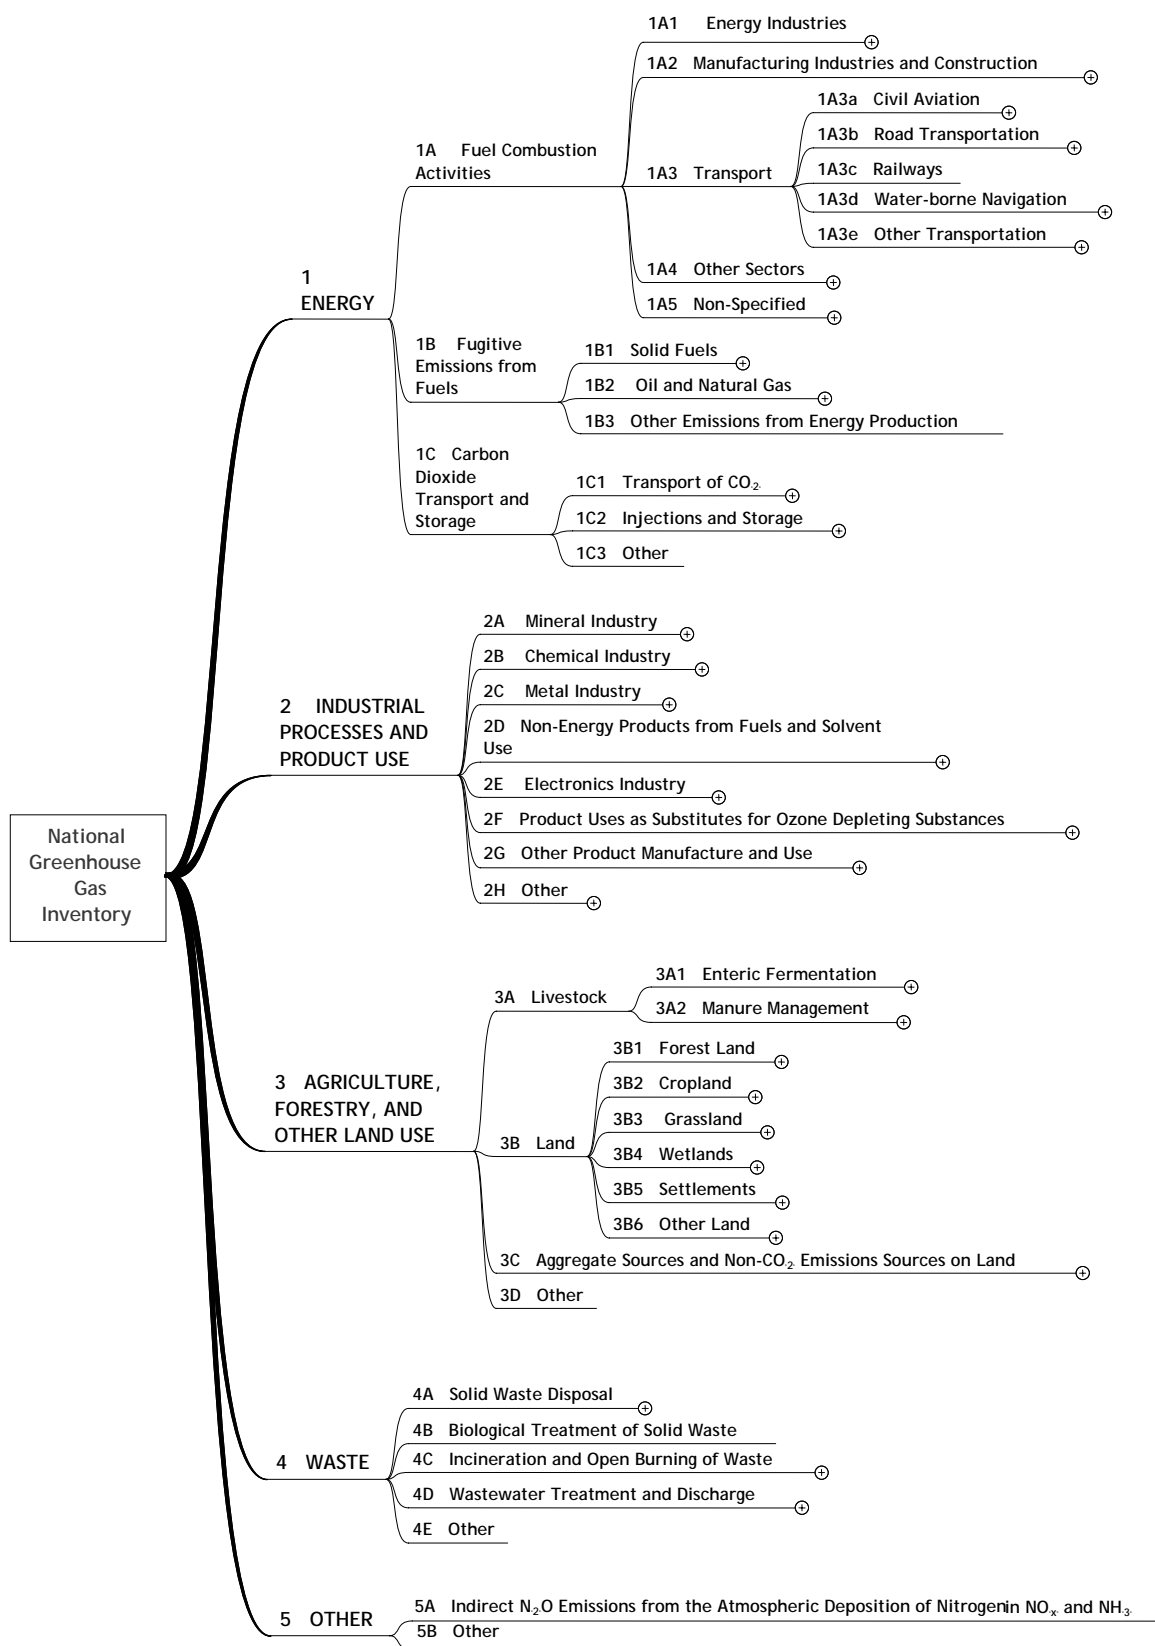 National
Greenhouse
Gas
Inventory
1
ENERGY
1A Fuel Combustion
Activities
1A1 Energy Industries
1A2 Manufacturing Industries and Construction
1A3 Transport
1A3a Civil Aviation
1A3b Road Transportation
1A3c Railways
1A3d Water-borne Navigation
1A3e Other Transportation
1A4 Other Sectors
1A5 Non-Specified
1B Fugitive
Emissions from
Fuels
1B1 Solid Fuels
1B2 Oil and Natural Gas
1B3 Other Emissions from Energy Production
1C Carbon
Dioxide
Transport and
Storage
1C1 Transport of CO₂
1C2 Injections and Storage
1C3 Other
2 INDUSTRIAL
PROCESSES AND
PRODUCT USE
2A Mineral Industry
2B Chemical Industry
2C Metal Industry
2D Non-Energy Products from Fuels and Solvent
Use
2E Electronics Industry
2F Product Uses as Substitutes for Ozone Depleting Substances
2G Other Product Manufacture and Use
2H Other
3 AGRICULTURE,
FORESTRY, AND
OTHER LAND USE
3A Livestock
3A1 Enteric Fermentation
3A2 Manure Management
3B Land
3B1 Forest Land
3B2 Cropland
3B3 Grassland
3B4 Wetlands
3B5 Settlements
3B6 Other Land
3C Aggregate Sources and Non-CO₂ Emissions Sources on Land
3D Other
4 WASTE
4A Solid Waste Disposal
4B Biological Treatment of Solid Waste
4C Incineration and Open Burning of Waste
4D Wastewater Treatment and Discharge
4E Other
5 OTHER
5A Indirect N₂O Emissions from the Atmospheric Deposition of Nitrogen in NOₓ and NH₃
5B Other